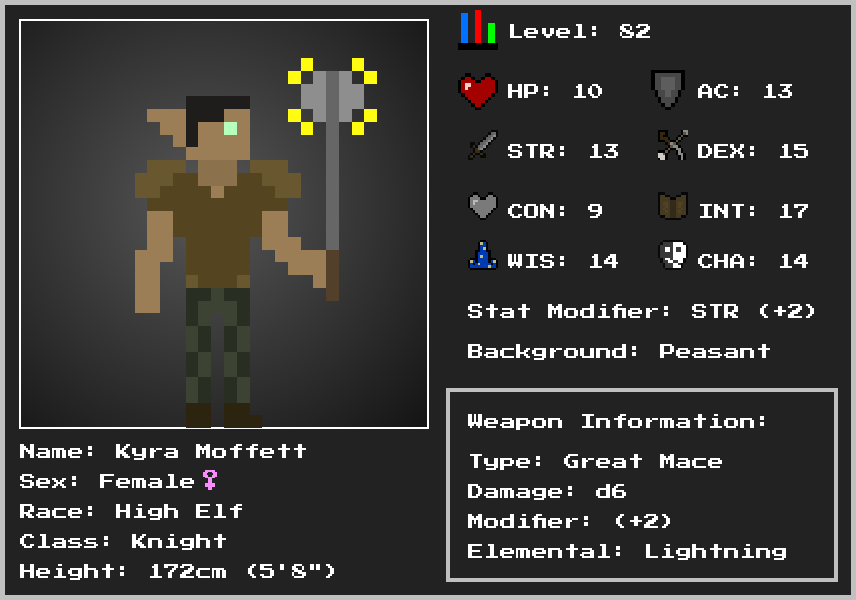 Level: 82
HP: 10 AC: 13
STR: 13 DEX: 15
CON: 9 INT: 17
WIS: 14 CHA: 14
Stat Modifier: STR (+2)
Background: Peasant
Weapon Information:
Type: Great Mace
Damage: d6
Modifier: (+2)
Elemental: Lightning
Name: Kyra Moffett
Sex: Female♀
Race: High Elf
Class: Knight
Height: 172cm (5'8")